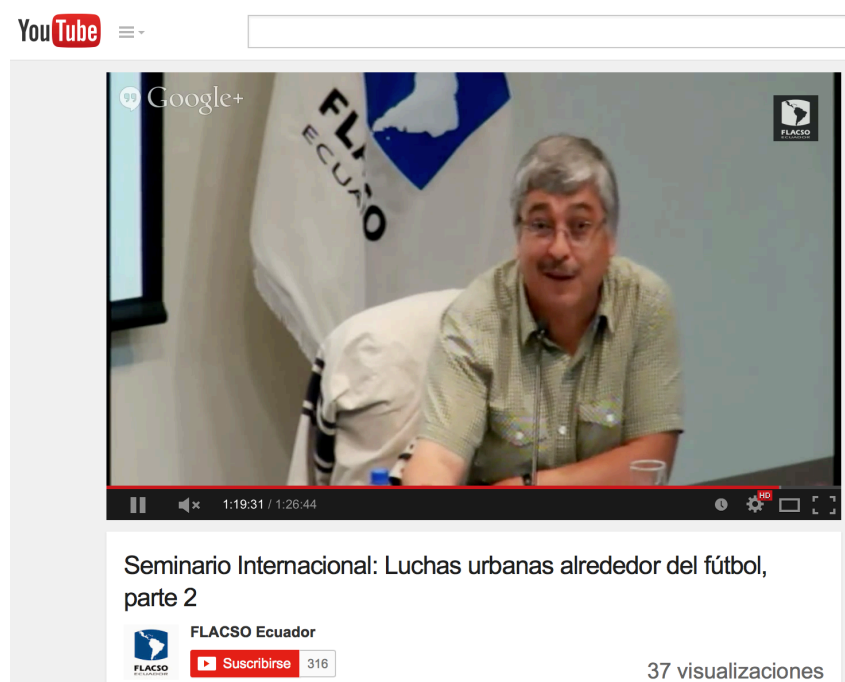 YouTube
Google+
FLACSO
ECUADOR
FLACSO
ECUADOR
1:19:31 / 1:26:44
HD
Seminario Internacional: Luchas urbanas alrededor del fútbol,
parte 2
FLACSO Ecuador
Suscribirse 316
FLACSO
ECUADOR
37 visualizaciones